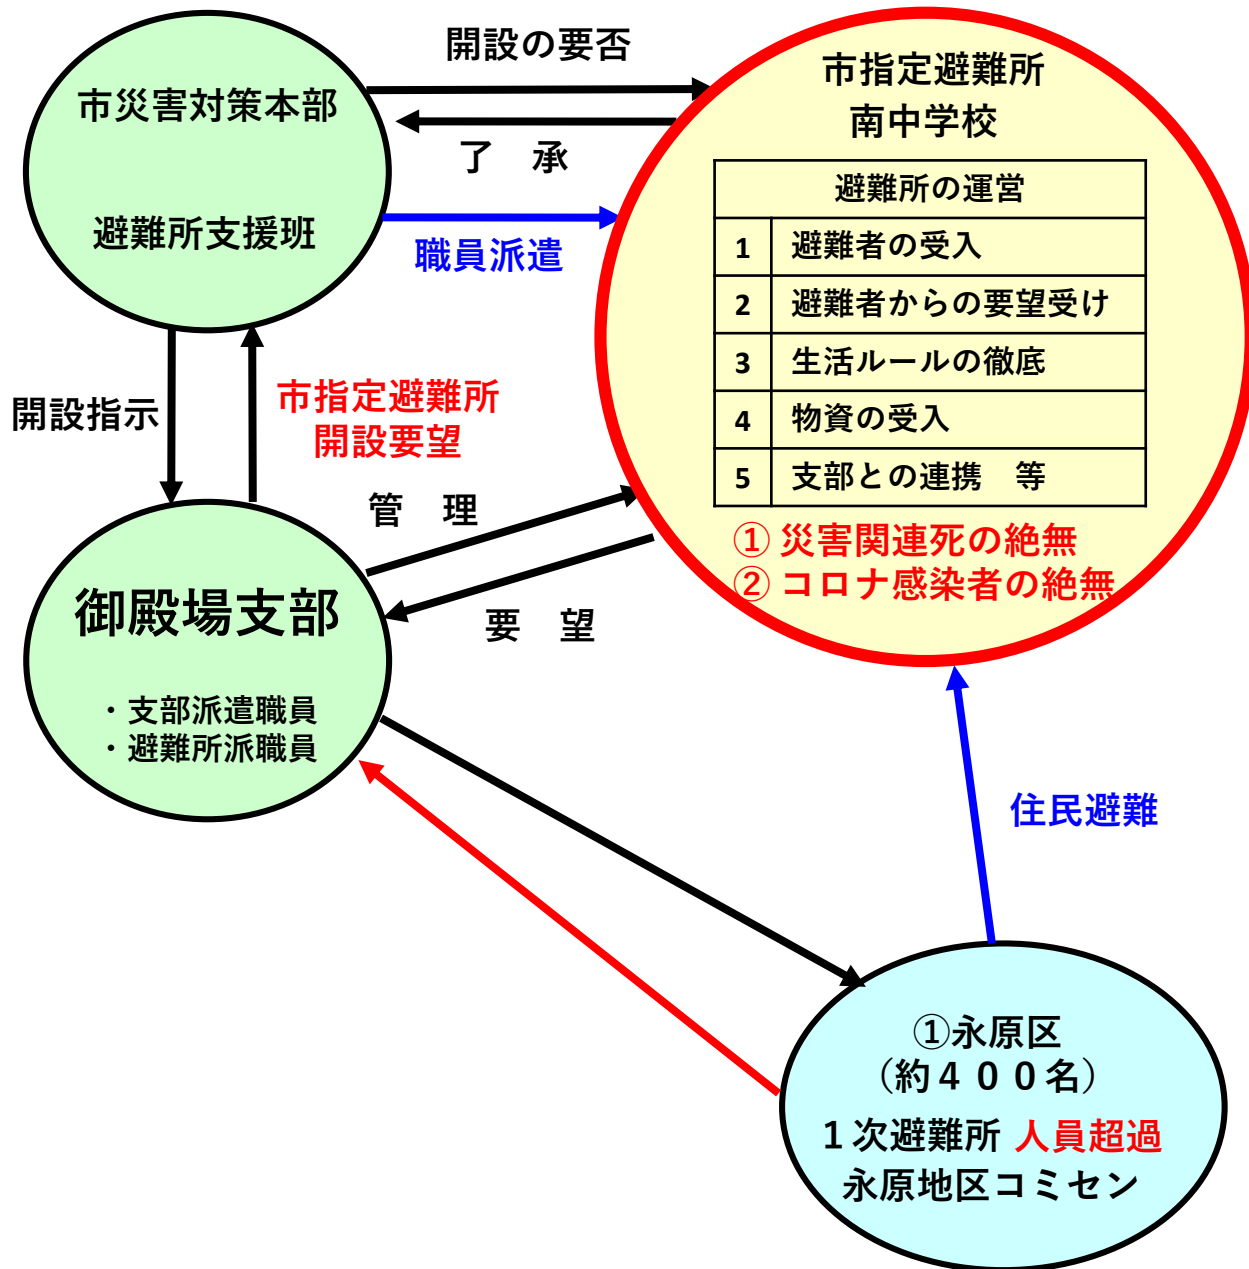 開設の要否
市災害対策本部
避難所支援班
了　承
職員派遣
市指定避難所
南中学校
避難所の運営
1 避難者の受入
2 避難者からの要望受け
3 生活ルールの徹底
4 物資の受入
5 支部との連携　等
① 災害関連死の絶無
② コロナ感染者の絶無
開設指示
市指定避難所
開設要望
管　理
要　望
御殿場支部
・支部派遣職員
・避難所派職員
住民避難
①永原区
（約４００名）
１次避難所 人員超過
永原地区コミセン